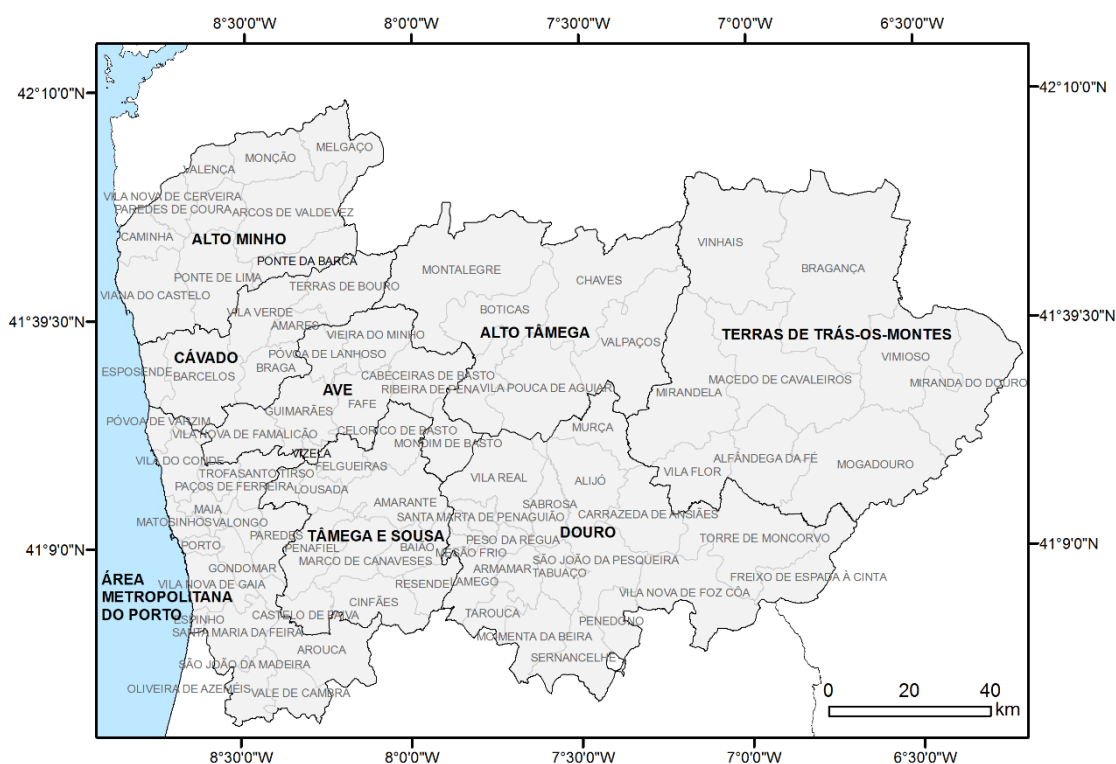 8°30'0"W
8°0'0"W
7°30'0"W
7°0'0"W
6°30'0"W
42°10'0"N
42°10'0"N
MELGAÇO
MONÇÃO
VALENÇA
VILA NOVA DE CERVEIRA
PAREDES DE COURA
ARCOS DE VALDEVEZ
CAMINHA
ALTO MINHO
PONTE DA BARCA
PONTE DE LIMA
TERRAS DE BOURO
VIANA DO CASTELO
VILA VERDE
AMARES
VIEIRA DO MINHO
MONTALEGRE
CHAVES
BOTICAS
ALTO TÂMEGA
VALPAÇOS
VINHAIS
BRAGANÇA
TERRAS DE TRÁS-OS-MONTES
VIMIOSO
41°39'30"N
41°39'30"N
CÁVADO
PÓVOA DE LANHOSO
ESPOSENDE
BARCELOS
BRAGA
AVE
CABECEIRAS DE BASTO
RIBEIRA DE PENA
VILA POUCA DE AGUIAR
MIRANDELA
MACEDO DE CAVALEIROS
MIRANDA DO DOURO
FAFE
GUIMARÃES
PÓVOA DE VARZIM
VILA NOVA DE FAMALICÃO
CELORICO DE BASTO
MONDIM DE BASTO
MURÇA
VIZELA
VILA DO CONDE
FELGUEIRAS
TROFA
SANTO TIRSO
PAÇOS DE FERREIRA
LOUSADA
VILA REAL
ALIJÓ
VILA FLOR
ALFÂNDEGA DA FÉ
MOGADOURO
AMARANTE
SABROSA
MAIA
SANTA MARTA DE PENAGUIÃO
CARRAZEDA DE ANSIÃES
MATOSINHOS
VALONGO
PAREDES
TÂMEGA E SOUSA
DOURO
TORRE DE MONCORVO
PORTO
PENAFIEL
BAIÃO
PESO DA RÉGUA
MESÃO FRIO
41°9'0"N
41°9'0"N
MARCO DE CANAVESES
SÃO JOÃO DA PESQUEIRA
GONDOMAR
ARMAMAR
TABUAÇO
FREIXO DE ESPADA À CINTA
ÁREA
METROPOLITANA
DO PORTO
VILA NOVA DE GAIA
RESENDE
LAMEGO
VILA NOVA DE FOZ CÔA
CINFÃES
ESPINHO
CASTELO DE PAIVA
TAROUCA
PENEDONO
SANTA MARIA DA FEIRA
MOIMENTA DA BEIRA
AROUCA
SERNANCELHE
SÃO JOÃO DA MADEIRA
OLIVEIRA DE AZEMÉIS
VALE DE CAMBRA
0
20
40
km
8°30'0"W
8°0'0"W
7°30'0"W
7°0'0"W
6°30'0"W